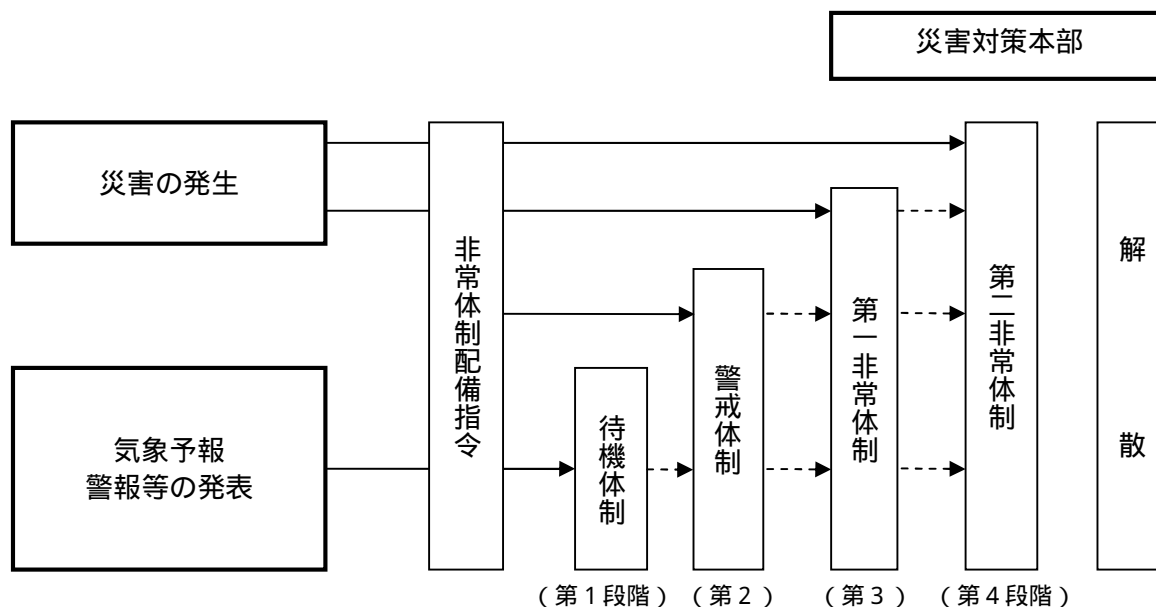 災害対策本部
災害の発生
気象予報
警報等の発表
非常体制配備指令
待機体制
警戒体制
第一非常体制
第二非常体制
解散
（第1段階）（第2）（第3）（第4段階）